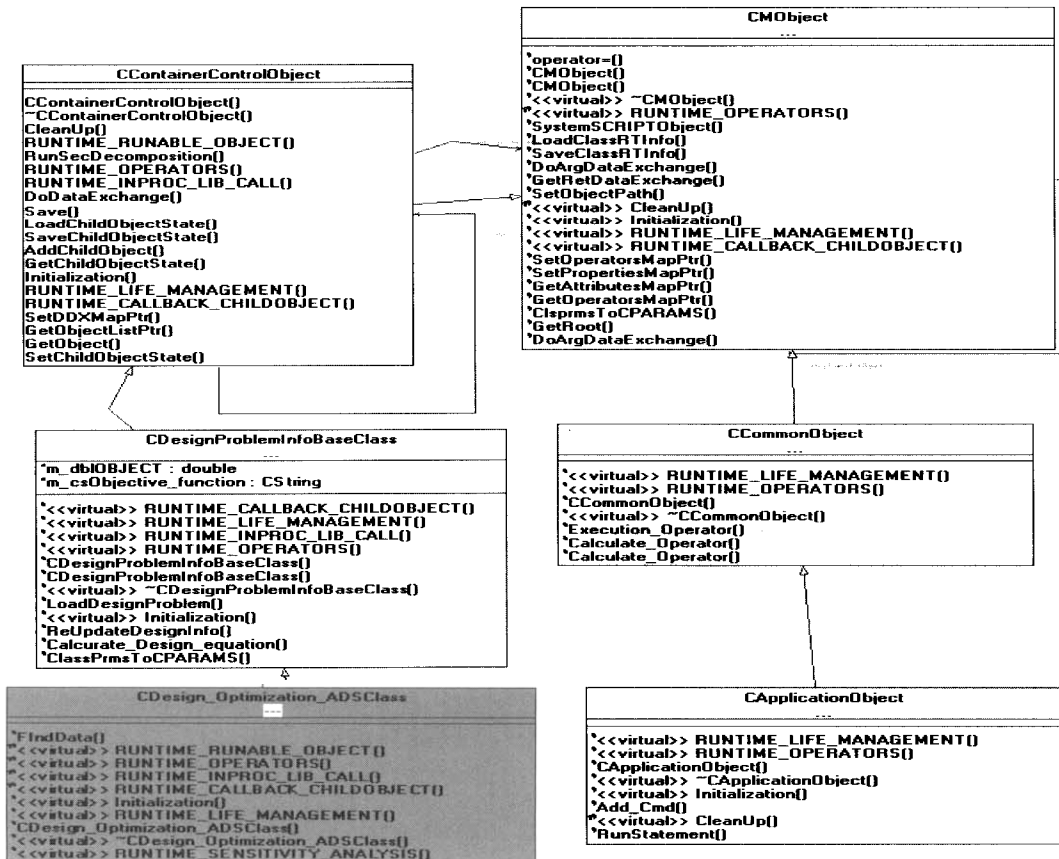 CMObject
...
operator=()
CMObject()
CMObject()
<<virtual>> ~CMObject()
<<virtual>> RUNTIME_OPERATORS()
SystemSCRIPTObject()
LoadClassRTInfo()
SaveClassRTInfo()
DoArgDataExchange()
GetRetDataExchange()
SetObjectPath()
<<virtual>> CleanUp()
<<virtual>> Initialization()
<<virtual>> RUNTIME_LIFE_MANAGEMENT()
<<virtual>> RUNTIME_CALLBACK_CHILDOBJECT()
SetOperatorsMapPtr()
SetPropertiesMapPtr()
GetAttributesMapPtr()
GetOperatorsMapPtr()
ClsprmsToCPARAMS()
GetRoot()
DoArgDataExchange()
CContainerControlObject
CContainerControlObject()
~CContainerControlObject()
CleanUp()
RUNTIME_RUNABLE_OBJECT()
RunSecDecomposition()
RUNTIME_OPERATORS()
RUNTIME_INPROC_LIB_CALL()
DoDataExchange()
Save()
LoadChildObjectState()
SaveChildObjectState()
AddChildObject()
GetChildObjectState()
Initialization()
RUNTIME_LIFE_MANAGEMENT()
RUNTIME_CALLBACK_CHILDOBJECT()
SetDDXMapPtr()
GetObjectListPtr()
GetObject()
SetChildObjectState()
CDesignProblemInfoBaseClass
...
m_dblOBJECT : double
m_csObjective_function : CString
<<virtual>> RUNTIME_CALLBACK_CHILDOBJECT()
<<virtual>> RUNTIME_LIFE_MANAGEMENT()
<<virtual>> RUNTIME_INPROC_LIB_CALL()
<<virtual>> RUNTIME_OPERATORS()
CDesignProblemInfoBaseClass()
CDesignProblemInfoBaseClass()
<<virtual>> ~CDesignProblemInfoBaseClass()
LoadDesignProblem()
<<virtual>> Initialization()
ReUpdateDesignInfo()
Calcurate_Design_equation()
ClassPrmsToCPARAMS()
CCommonObject
...
<<virtual>> RUNTIME_LIFE_MANAGEMENT()
<<virtual>> RUNTIME_OPERATORS()
CCommonObject()
<<virtual>> ~CCommonObject()
Execution_Operator()
Calculate_Operator()
Calculate_Operator()
CDesign_Optimization_ADSClass
...
FIndData()
<<virtual>> RUNTIME_RUNABLE_OBJECT()
<<virtual>> RUNTIME_OPERATORS()
<<virtual>> RUNTIME_INPROC_LIB_CALL()
<<virtual>> RUNTIME_CALLBACK_CHILDOBJECT()
<<virtual>> Initialization()
<<virtual>> RUNTIME_LIFE_MANAGEMENT()
CDesign_Optimization_ADSClass()
<<virtual>> ~CDesign_Optimization_ADSClass()
<<virtual>> RUNTIME_SENSITIVITY_ANALYSIS()
CApplicationObject
...
<<virtual>> RUNTIME_LIFE_MANAGEMENT()
<<virtual>> RUNTIME_OPERATORS()
CApplicationObject()
<<virtual>> ~CApplicationObject()
<<virtual>> Initialization()
Add_Cmd()
<<virtual>> CleanUp()
RunStatement()